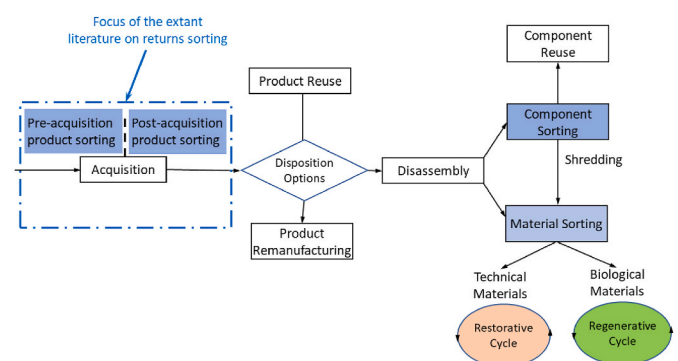 Focus of the extant
literature on returns sorting
Pre-acquisition
product sorting
Post-acquisition
product sorting
Acquisition
Product Reuse
Disposition
Options
Product
Remanufacturing
Disassembly
Component
Reuse
Component
Sorting
Shredding
Material Sorting
Technical
Materials
Biological
Materials
Restorative
Cycle
Regenerative
Cycle